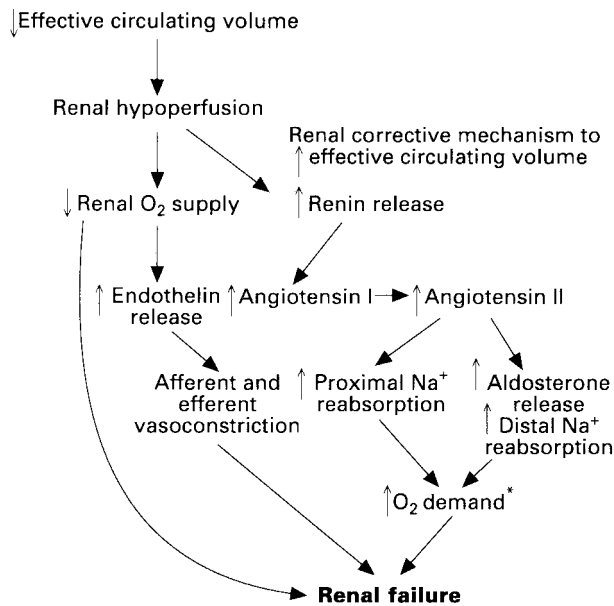 ↓Effective circulating volume
Renal hypoperfusion
Renal corrective mechanism to
↑ effective circulating volume
↓ Renal O₂ supply
↑ Renin release
↑ Endothelin
release
↑ Angiotensin I
↑ Angiotensin II
Afferent and
efferent
vasoconstriction
↑ Proximal Na⁺
reabsorption
↑ Aldosterone
release
↑ Distal Na⁺
reabsorption
↑O₂ demand*
Renal failure